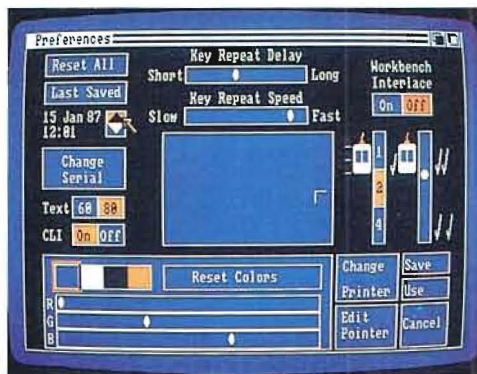 Preferences
Reset All
Last Saved
15 Jan 87
12:01
Key Repeat Delay
Short Long
Key Repeat Speed
Slow Fast
Workbench
Interlace
On Off
Change
Serial
Text 60 80
CLI On Off
1
2
4
Reset Colors
R
G
B
Change
Printer
Save
Use
Edit
Pointer
Cancel